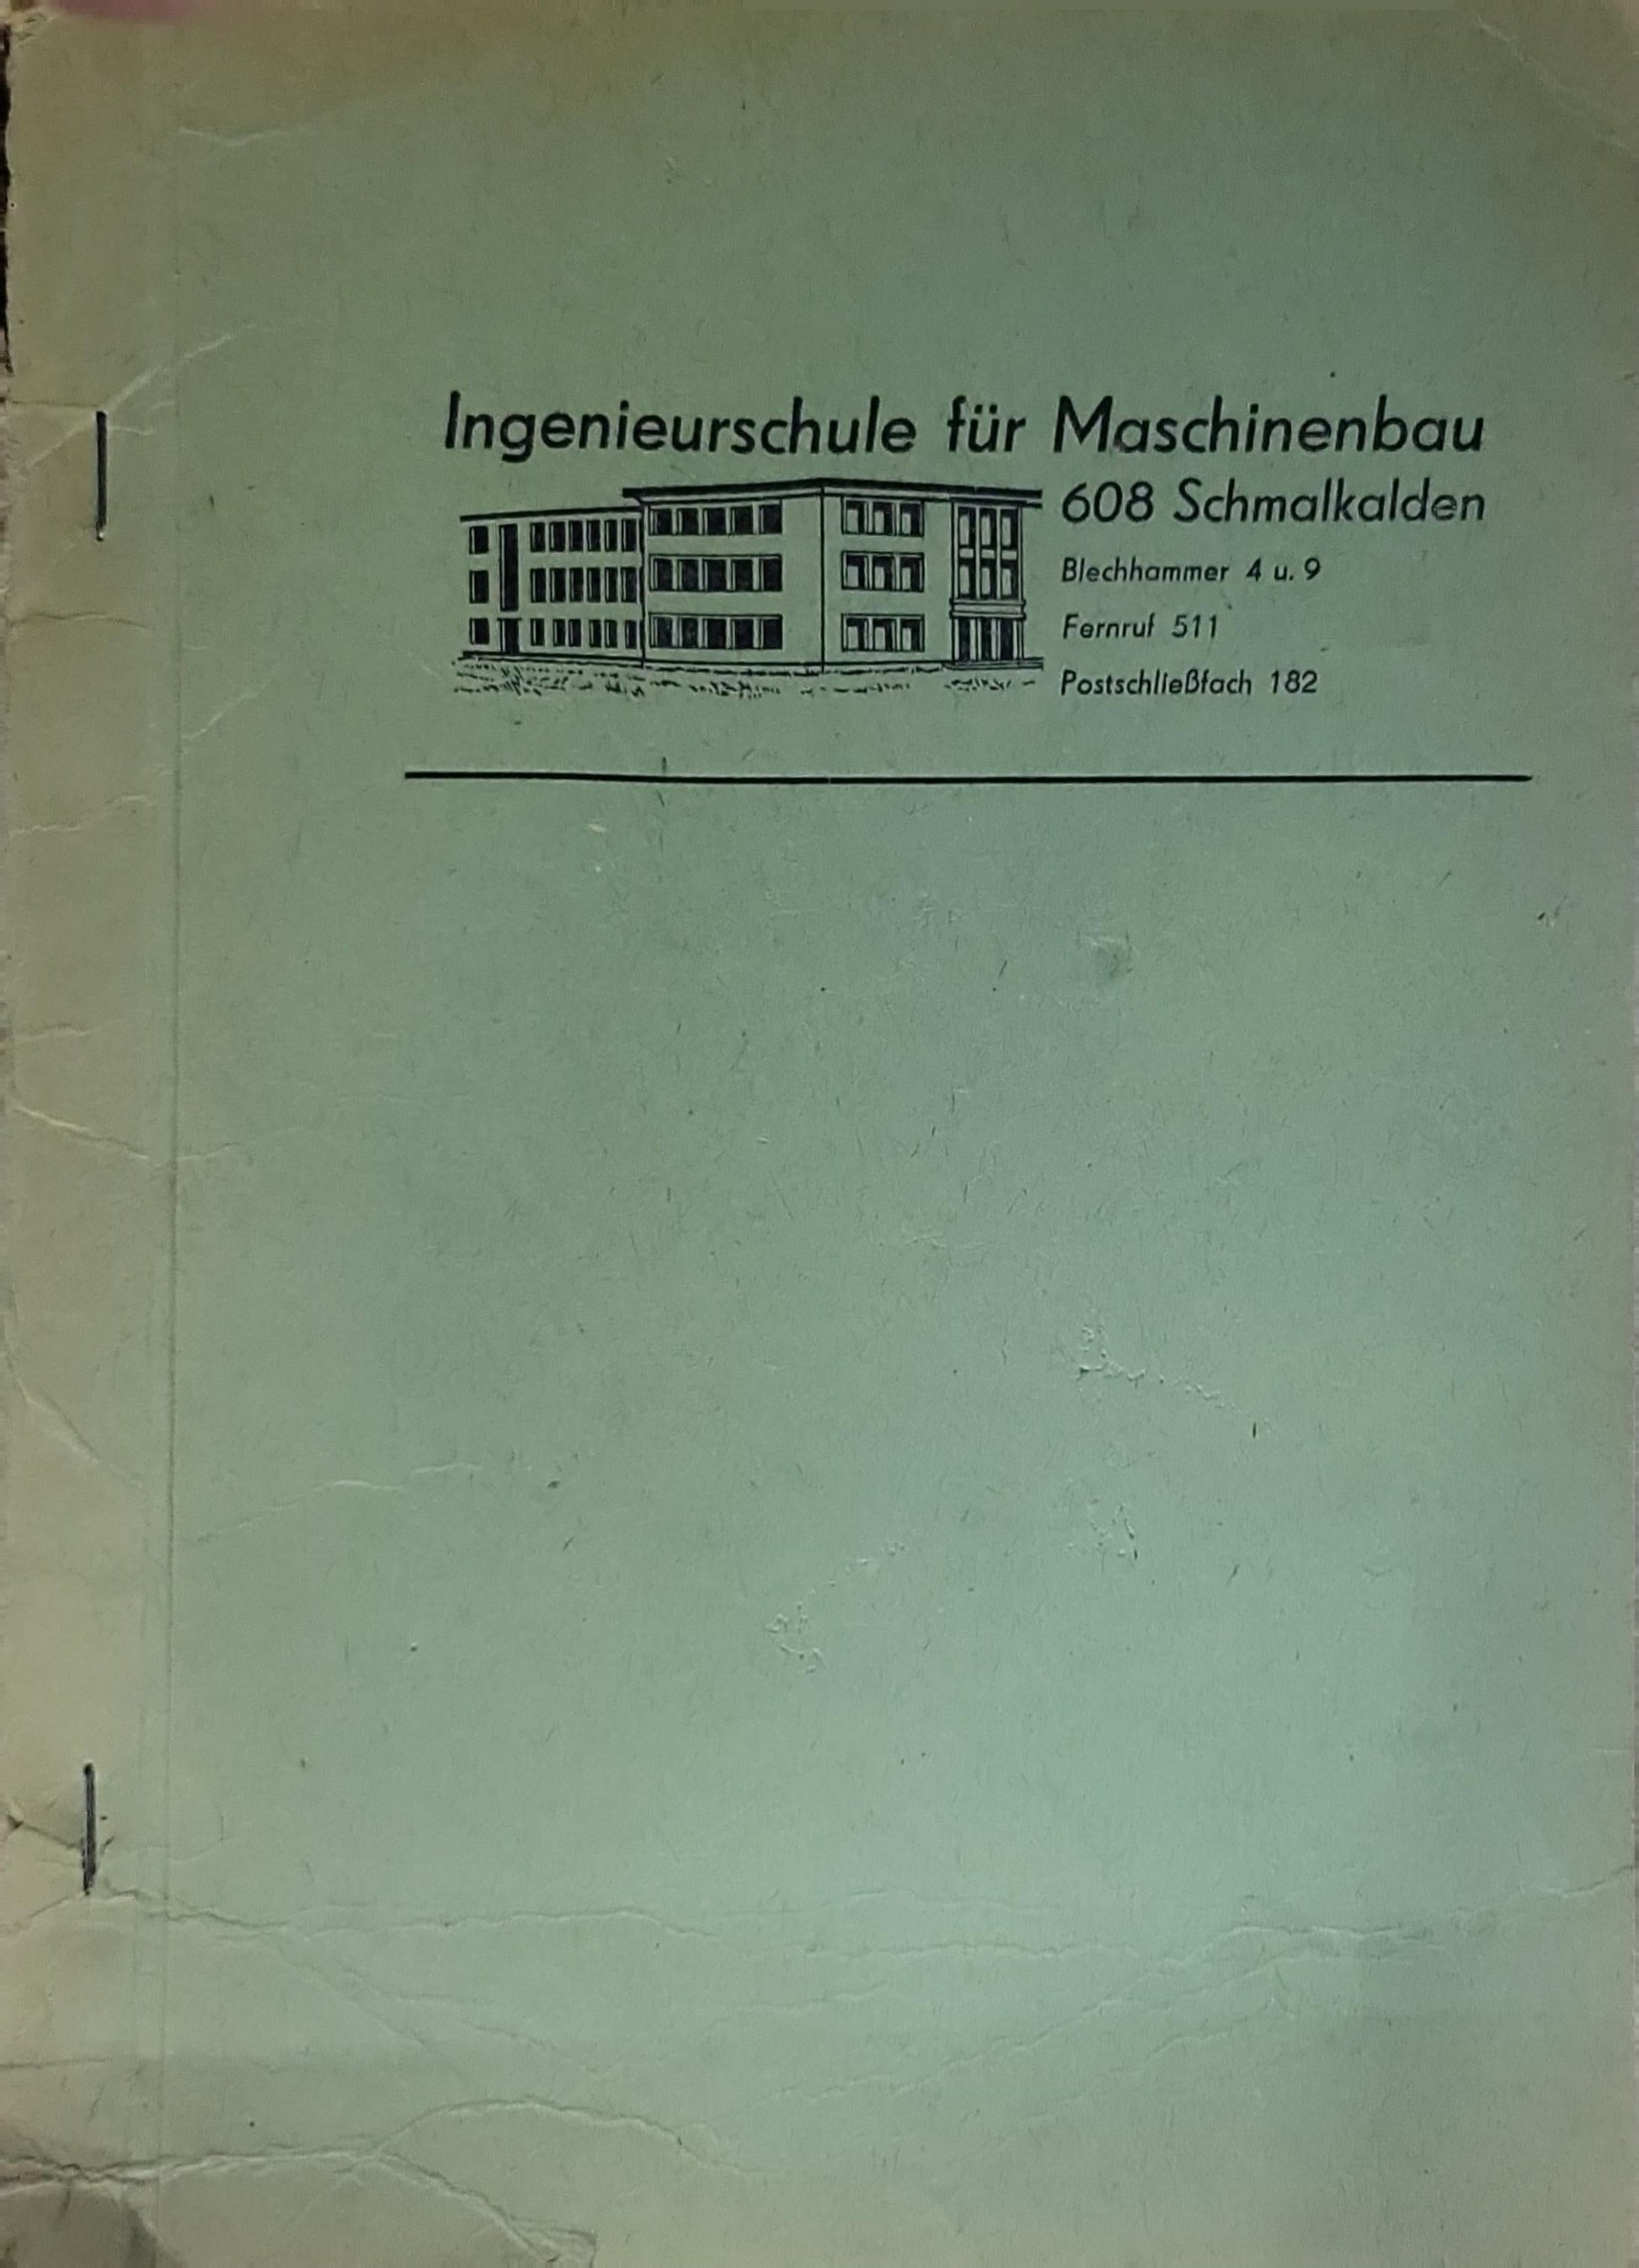 Ingenieurschule für Maschinenbau
608 Schmalkalden
Blechhammer 4 u. 9
Fernruf 511
Postschließfach 182